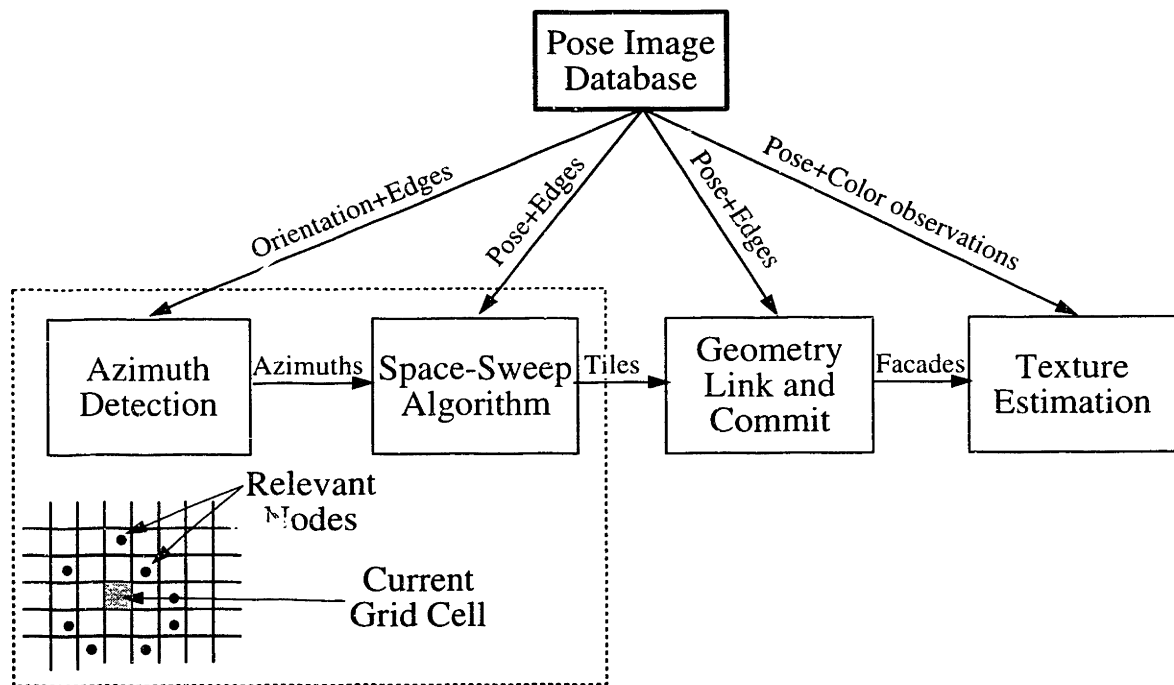 Pose Image
Database
Orientation+Edges
Pose+Edges
Pose+Edges
Pose+Color observations
Azimuth
Detection
Azimuths
Space-Sweep
Algorithm
Tiles
Geometry
Link and
Commit
Facades
Texture
Estimation
Relevant
Nodes
Current
Grid Cell